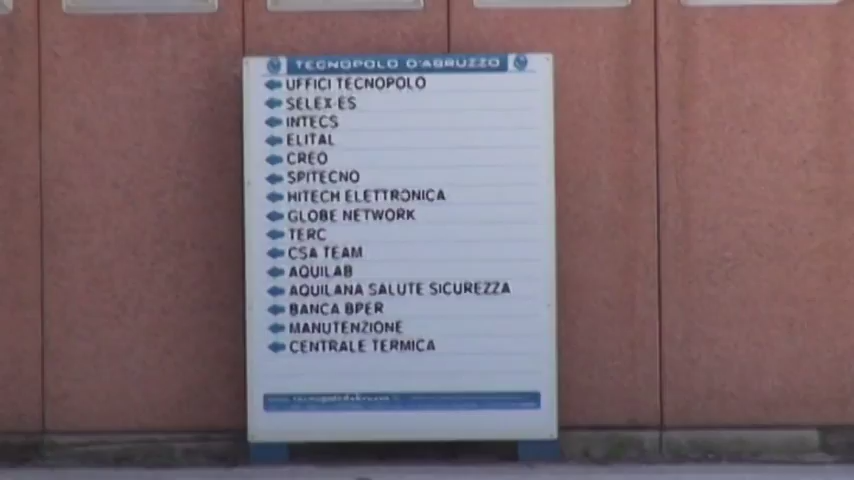 TECNOPOLO D'ABRUZZO
UFFICI TECNOPOLO
SELEX-ES
INTECS
ELITAL
CREO
SPITECNO
HITECH ELETTRONICA
GLOBE NETWORK
TERC
CSA TEAM
AQUILAB
AQUILANA SALUTE SICUREZZA
BANCA BPER
MANUTENZIONE
CENTRALE TERMICA